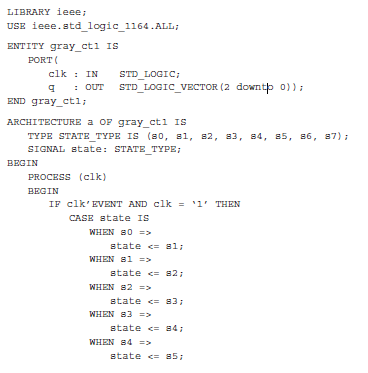 LIBRARY ieee;
USE ieee.std_logic_1164.ALL;
ENTITY gray_ct1 IS
PORT(
clk : IN STD_LOGIC;
q : OUT STD_LOGIC_VECTOR(2 downto 0));
END gray_ct1;
ARCHITECTURE a OF gray_ct1 IS
TYPE STATE_TYPE IS (s0, s1, s2, s3, s4, s5, s6, s7);
SIGNAL state: STATE_TYPE;
BEGIN
PROCESS (clk)
BEGIN
IF clk’EVENT AND clk = ‘1’ THEN
CASE state IS
WHEN s0 =>
state <= s1;
WHEN s1 =>
state <= s2;
WHEN s2 =>
state <= s3;
WHEN s3 =>
state <= s4;
WHEN s4 =>
state <= s5;